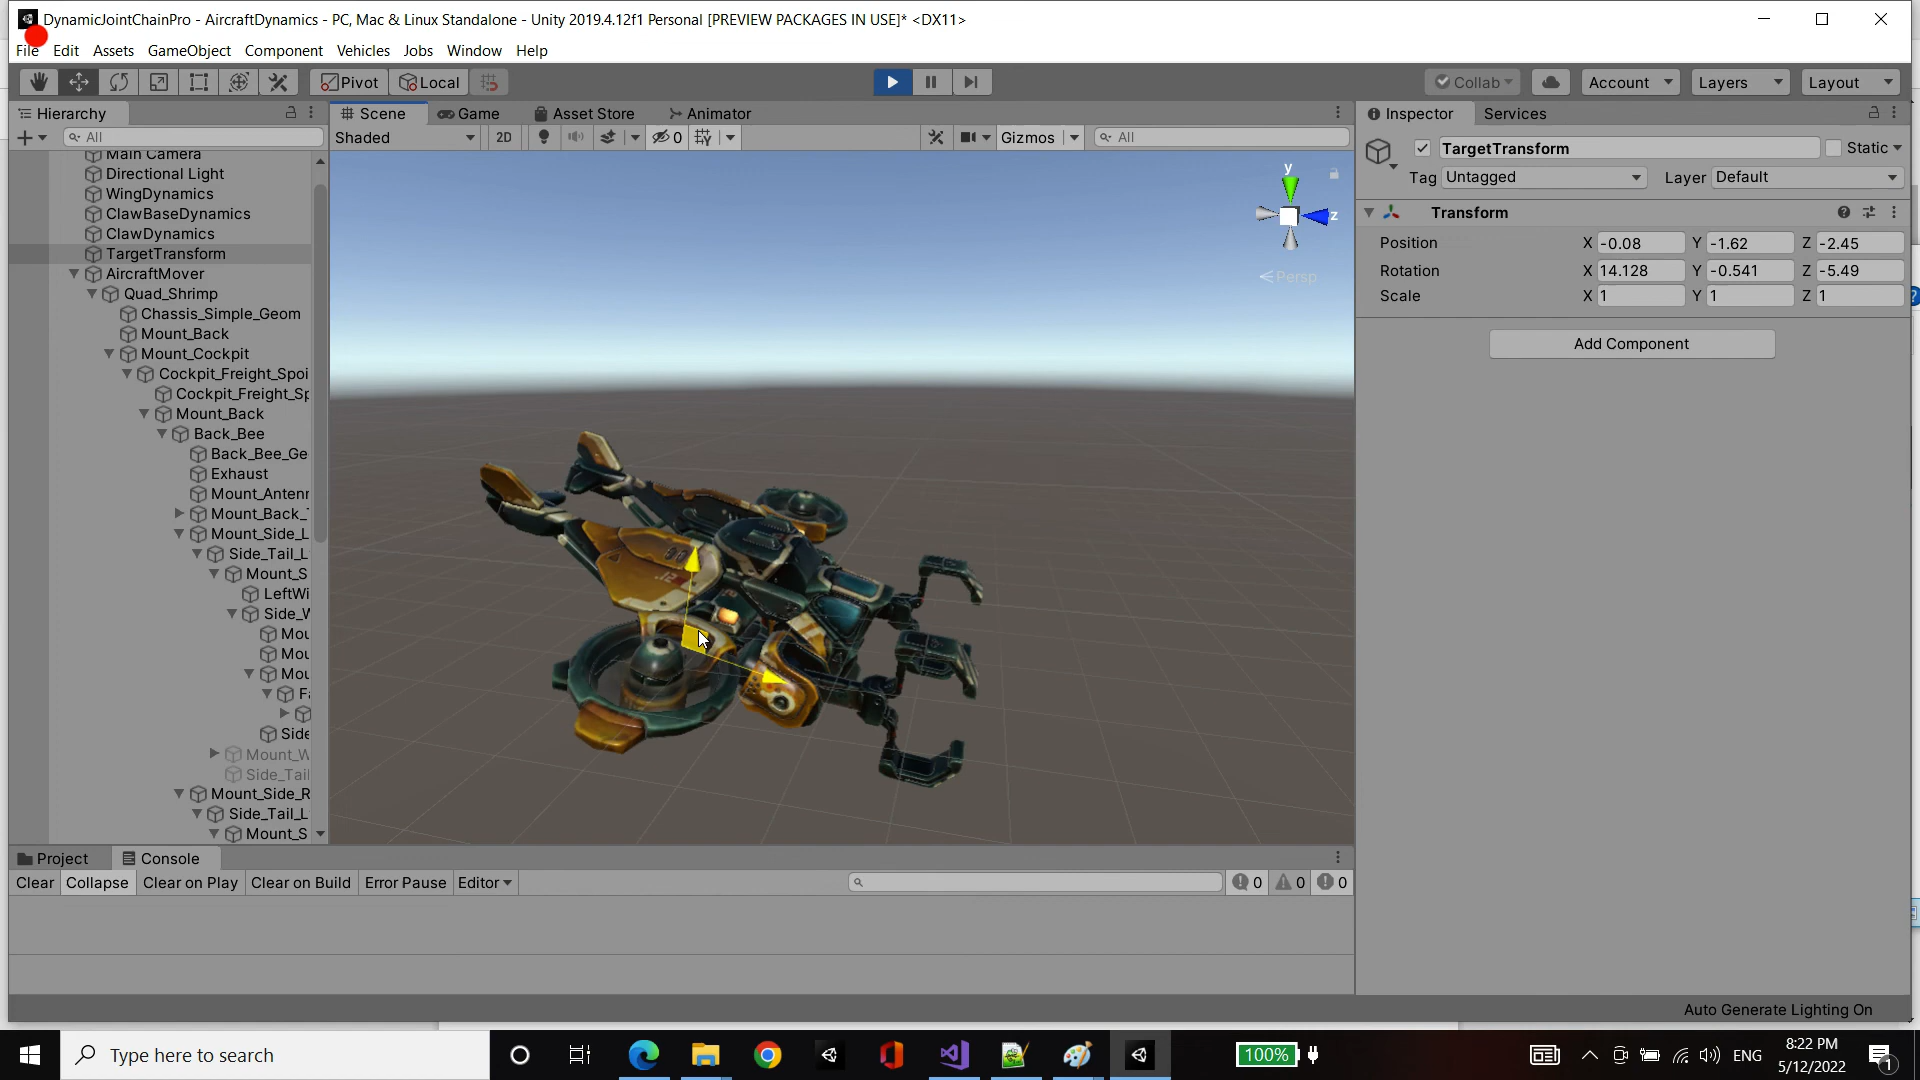 DynamicJointChainPro - AircraftDynamics - PC, Mac & Linux Standalone - Unity 2019.4.12f1 Personal [PREVIEW PACKAGES IN USE]* <DX11>
File Edit Assets GameObject Component Vehicles Jobs Window Help
Pivot Local Collab Account Layers Layout
Hierarchy
All
Main Camera
Directional Light
WingDynamics
ClawBaseDynamics
ClawDynamics
TargetTransform
AircraftMover
Quad_Shrimp
Chassis_Simple_Geom
Mount_Back
Mount_Cockpit
Cockpit_Freight_Spoi
Cockpit_Freight_Sp
Mount_Back
Back_Bee
Back_Bee_Ge
Exhaust
Mount_Antenn
Mount_Back_T
Mount_Side_L
Side_Tail_L
Mount_S
LeftWi
Side_W
Mou
Mou
Mou
Fa
Side
Mount_W
Side_Tail
Mount_Side_R
Side_Tail_L
Mount_S
Scene Game Asset Store Animator
Shaded 2D 0 Gizmos All
y
z
Persp
Inspector Services
TargetTransform Static
Tag Untagged Layer Default
Transform
Position X -0.08 Y -1.62 Z -2.45
Rotation X 14.128 Y -0.541 Z -5.49
Scale X 1 Y 1 Z 1
Add Component
Project Console
Clear Collapse Clear on Play Clear on Build Error Pause Editor 0 0 0
Auto Generate Lighting On
Type here to search
100%
ENG
8:22 PM
5/12/2022
1